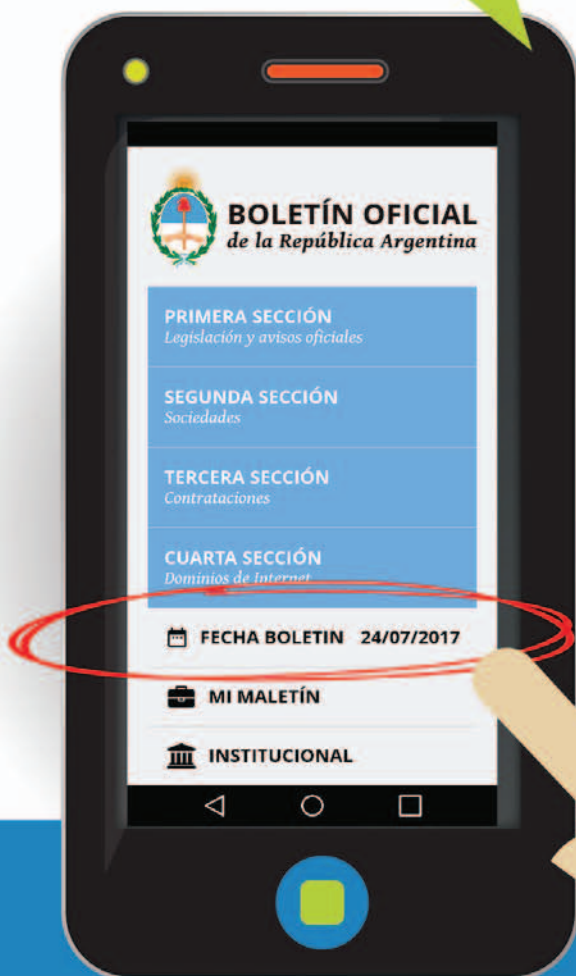 BOLETÍN OFICIAL
de la República Argentina
PRIMERA SECCIÓN
Legislación y avisos oficiales
SEGUNDA SECCIÓN
Sociedades
TERCERA SECCIÓN
Contrataciones
CUARTA SECCIÓN
Dominios de Internet
FECHA BOLETIN 24/07/2017
MI MALETÍN
INSTITUCIONAL